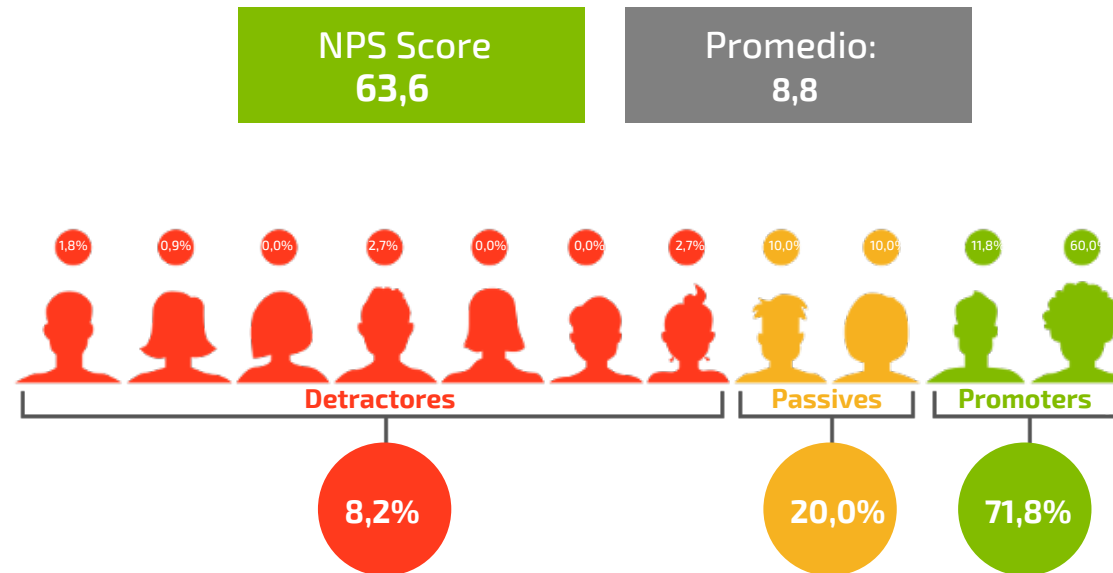 NPS Score
63,6
Promedio:
8,8
1,8% 0,9% 0,0% 2,7% 0,0% 0,0% 2,7% 10,0% 10,0% 11,8% 60,0%
Detractores Passives Promoters
8,2% 20,0% 71,8%